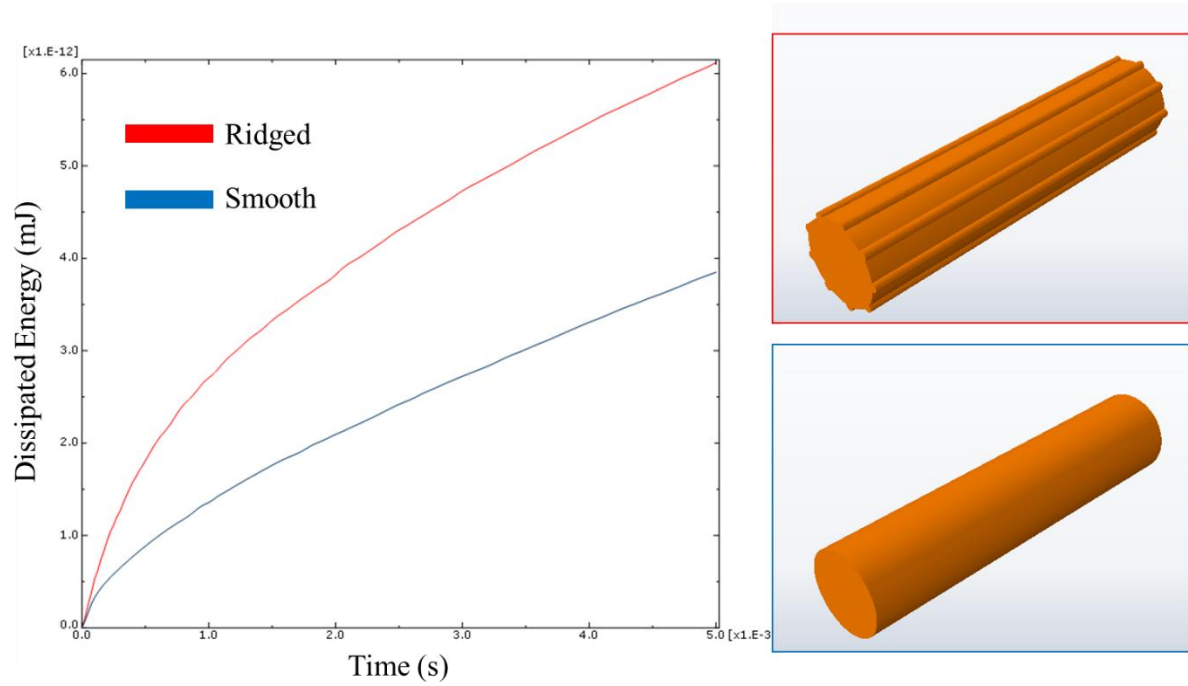 [x1.E-12]
6.0
5.0
4.0
3.0
2.0
1.0
0.0
Dissipated Energy (mJ)
Ridged
Smooth
0.0 1.0 2.0 3.0 4.0 5.0 [x1.E-3
Time (s)